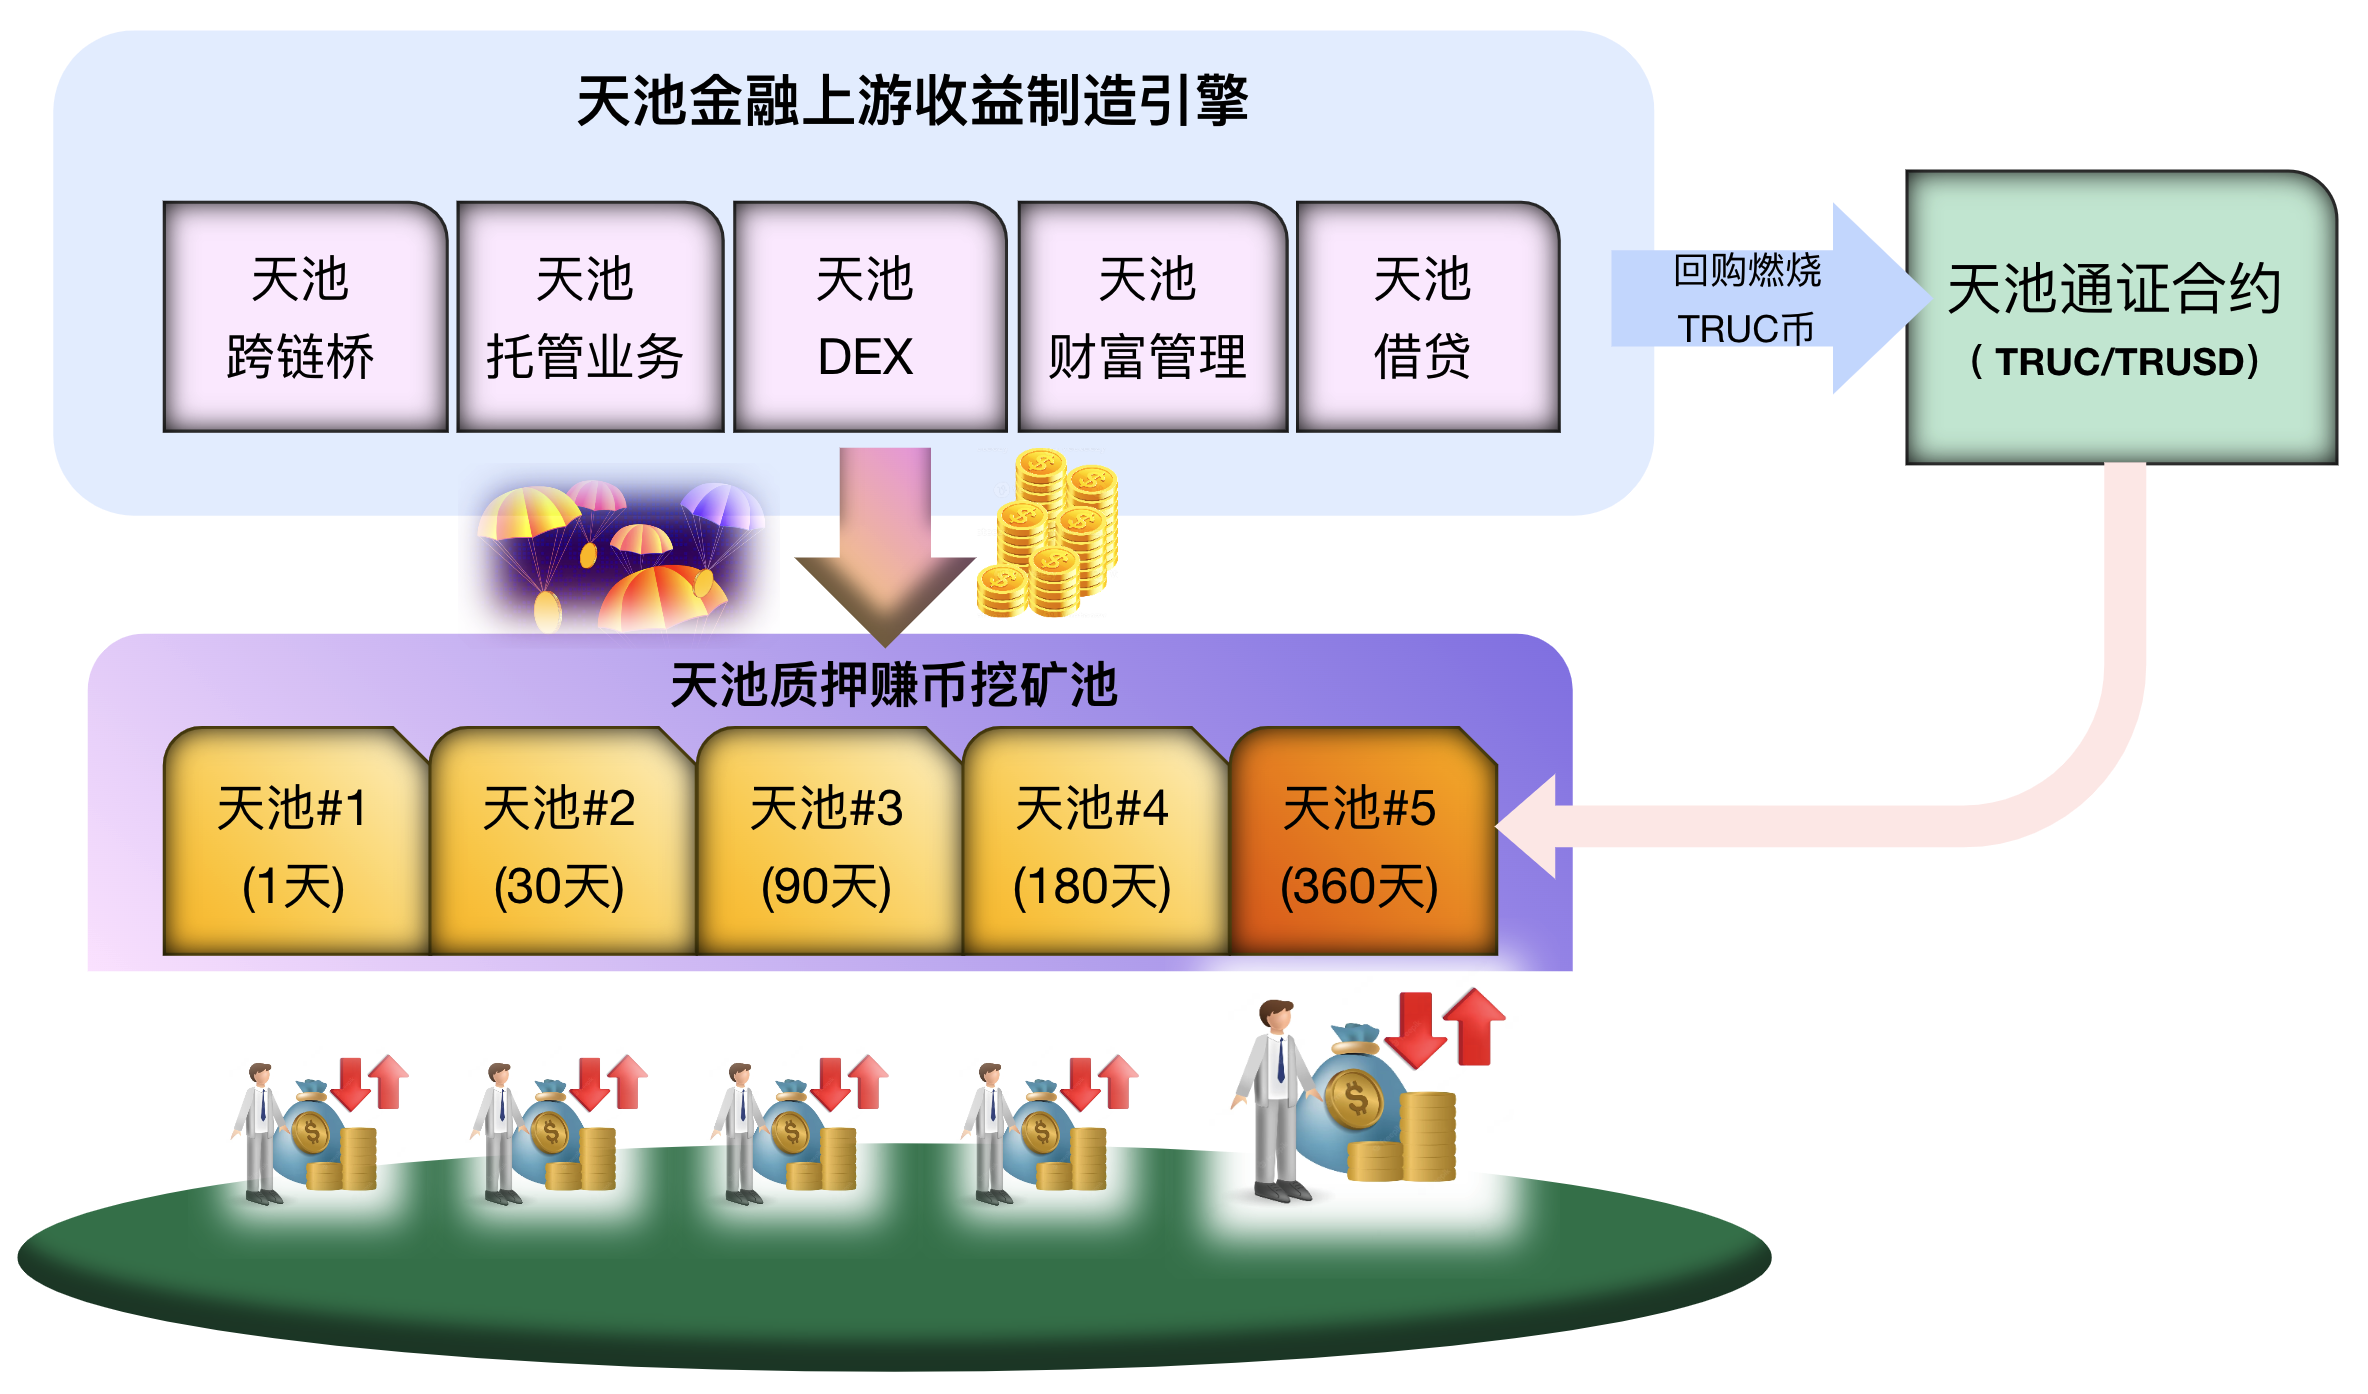 天池金融上游收益制造引擎
天池
跨链桥
天池
托管业务
天池
DEX
天池
财富管理
天池
借贷
回购燃烧
TRUC币
天池通证合约
( TRUC/TRUSD)
天池质押赚币挖矿池
天池#1
(1天)
天池#2
(30天)
天池#3
(90天)
天池#4
(180天)
天池#5
(360天)